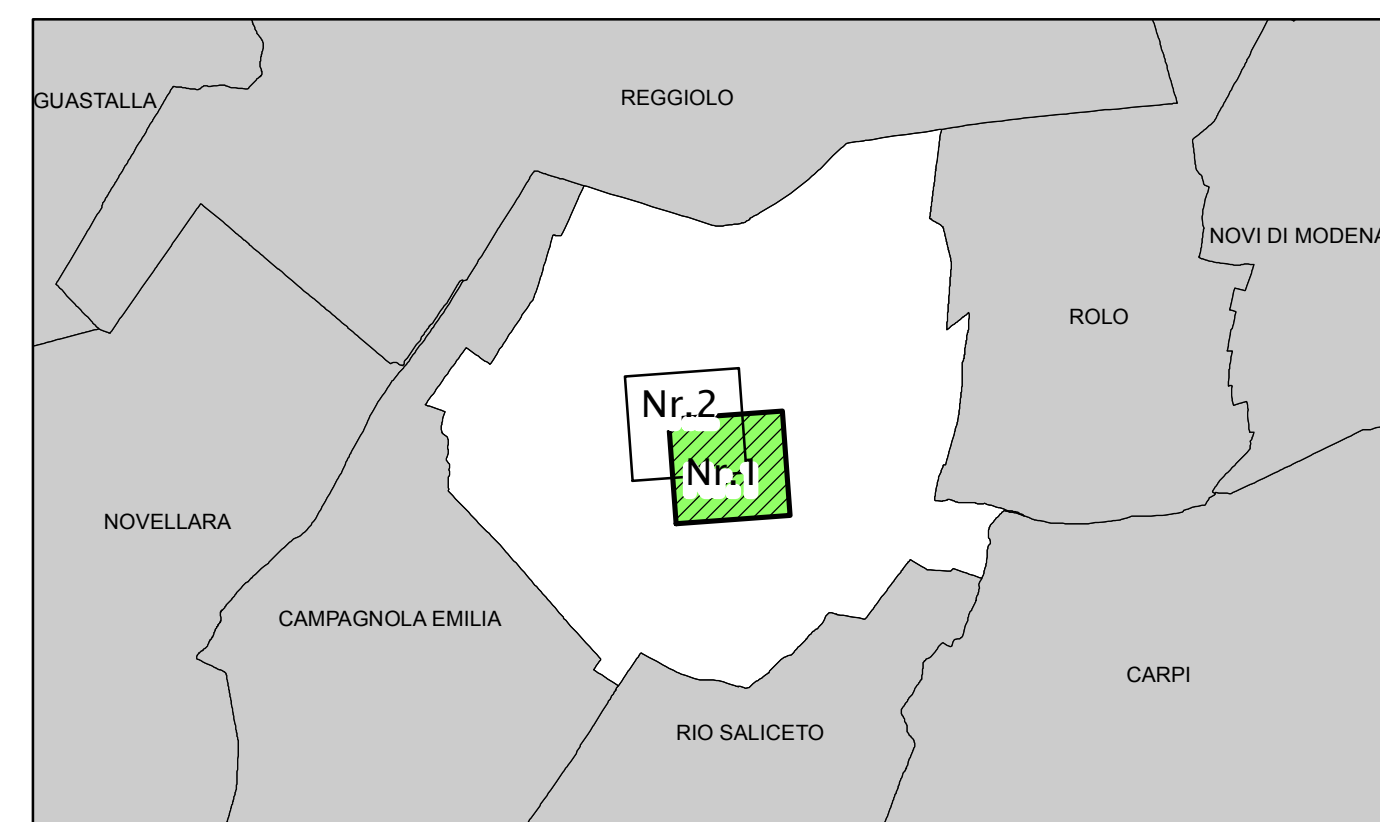 GUASTALLA
REGGIOLO
NOVI DI MODENA
ROLO
Nr.2
Nr.1
NOVELLARA
CAMPAGNOLA EMILIA
CARPI
RIO SALICETO